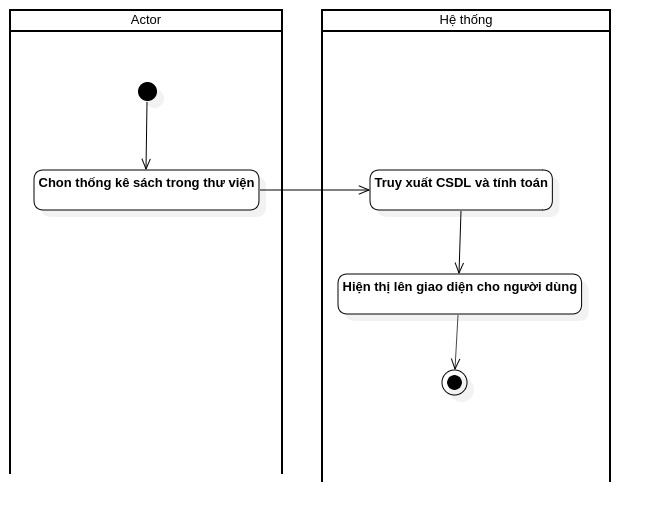 Actor
Hệ thống
Chon thống kê sách trong thư viện
Truy xuất CSDL và tính toán
Hiện thị lên giao diện cho người dùng